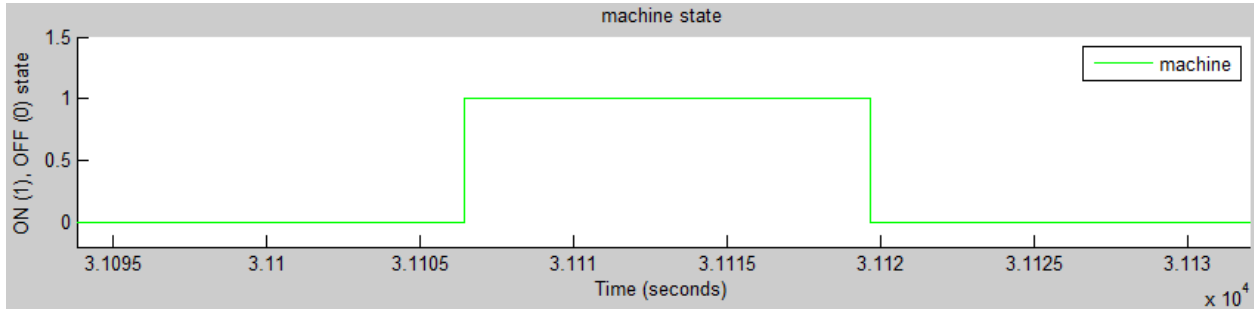 machine state
ON (1), OFF (0) state
1.5
1
0.5
0
machine
3.1095 3.11 3.1105 3.111 3.1115 3.112 3.1125 3.113
Time (seconds)
x 10^4